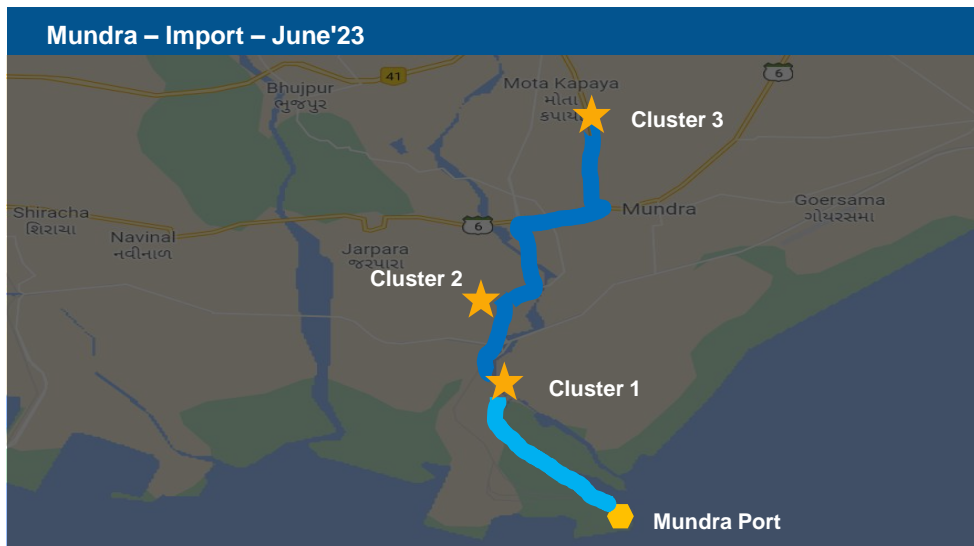 Mundra – Import – June'23
41
6
Bhujpur
ભુજપુર
Mota Kapaya
મોતા
Cluster 3
Shiracha
શિરાચા
Navinal
નવીનાળ
6
Mundra
Goersama
ગોયરસમા
Jarpara
જરપારા
Cluster 2
Cluster 1
Mundra Port